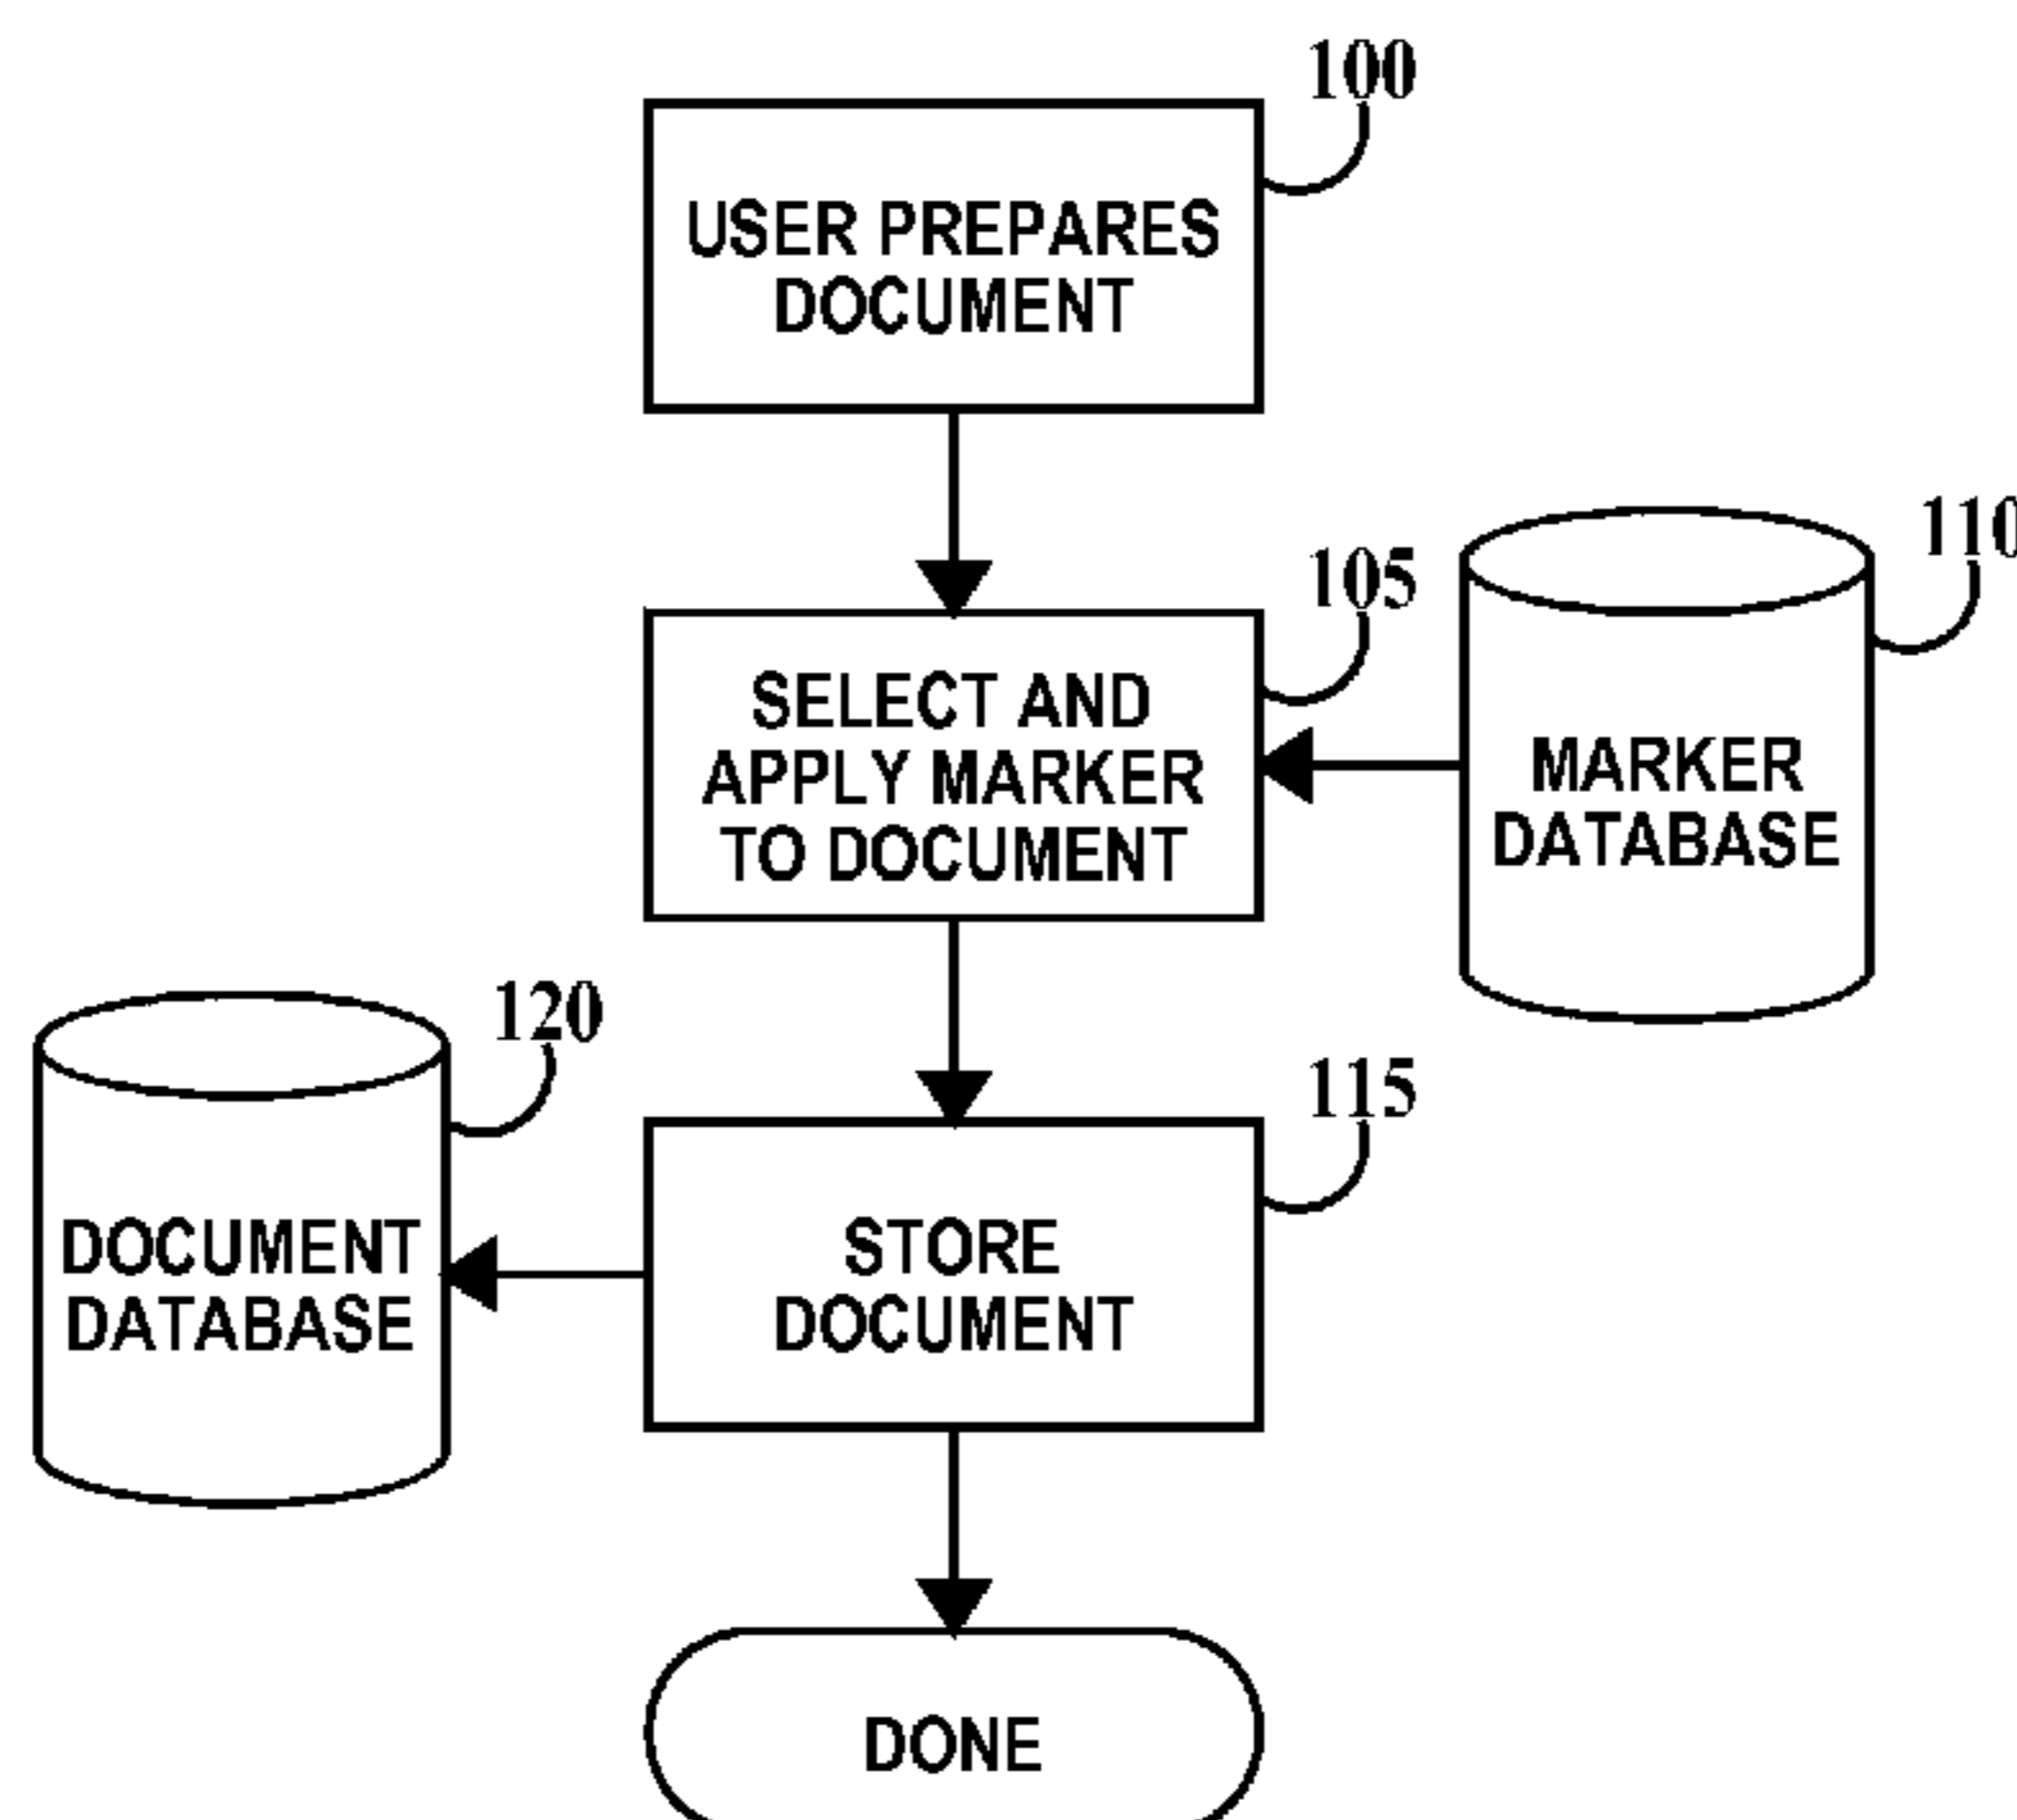 100
USER PREPARES
DOCUMENT
110
105
SELECT AND
APPLY MARKER
TO DOCUMENT
MARKER
DATABASE
120
115
DOCUMENT
DATABASE
STORE
DOCUMENT
DONE